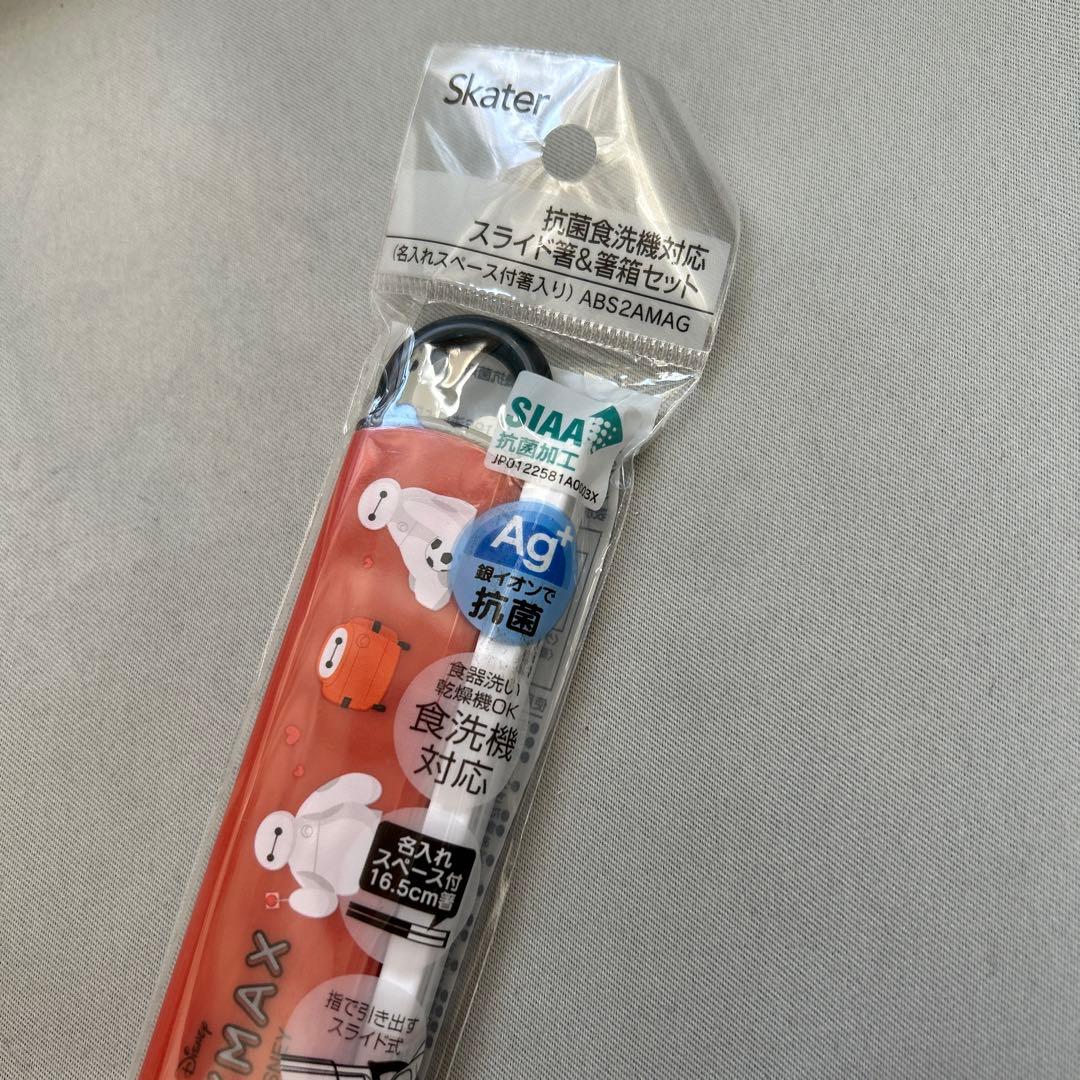 Skater
抗菌食洗機対応
スライド箸&箸箱セット
(名入れスペース付箸入り) ABS2AMAG
SIAA
抗菌加工
JP0122581A0003X
Ag+
銀イオンで
抗菌
食器洗い
乾燥機OK
食洗機
対応
名入れ
スペース付
16.5cm箸
指で引き出す
スライド式
Disney
MAX